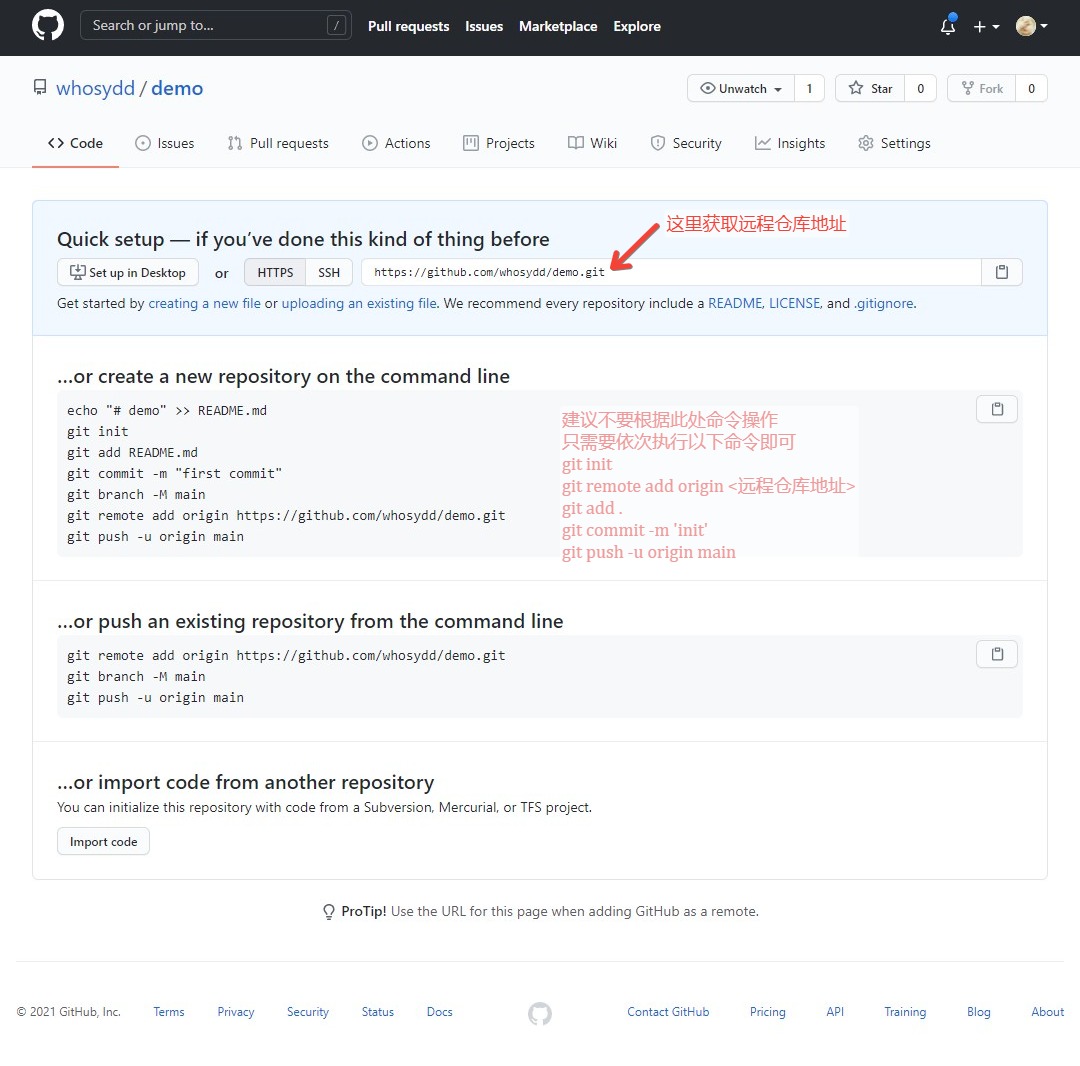 Search or jump to... /
Pull requests Issues Marketplace Explore
whosydd / demo
Unwatch 1 Star 0 Fork 0
Code Issues Pull requests Actions Projects Wiki Security Insights Settings
这里获取远程仓库地址
Quick setup — if you’ve done this kind of thing before
Set up in Desktop or HTTPS SSH https://github.com/whosydd/demo.git
Get started by creating a new file or uploading an existing file. We recommend every repository include a README, LICENSE, and .gitignore.
…or create a new repository on the command line
echo "# demo" >> README.md
git init
git add README.md
git commit -m "first commit"
git branch -M main
git remote add origin https://github.com/whosydd/demo.git
git push -u origin main
建议不要根据此处命令操作
只需要依次执行以下命令即可
git init
git remote add origin <远程仓库地址>
git add .
git commit -m 'init'
git push -u origin main
…or push an existing repository from the command line
git remote add origin https://github.com/whosydd/demo.git
git branch -M main
git push -u origin main
…or import code from another repository
You can initialize this repository with code from a Subversion, Mercurial, or TFS project.
Import code
ProTip! Use the URL for this page when adding GitHub as a remote.
© 2021 GitHub, Inc. Terms Privacy Security Status Docs Contact GitHub Pricing API Training Blog About